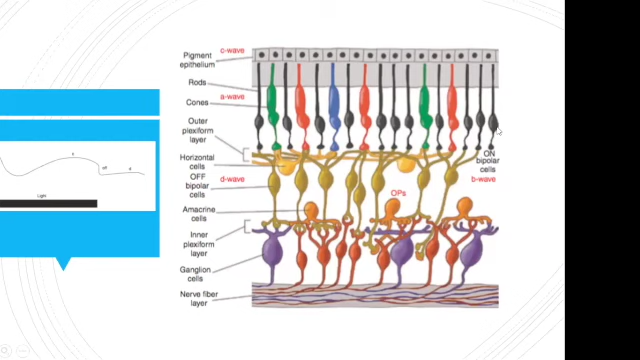 c-wave
Pigment
epithelium
Rods
a-wave
Cones
Outer
plexiform
layer
Horizontal
cells
OFF
bipolar
cells
d-wave
ON
bipolar
cells
b-wave
OPs
Amacrine
cells
Inner
plexiform
layer
Ganglion
cells
Nerve fiber
layer
off
d
Light